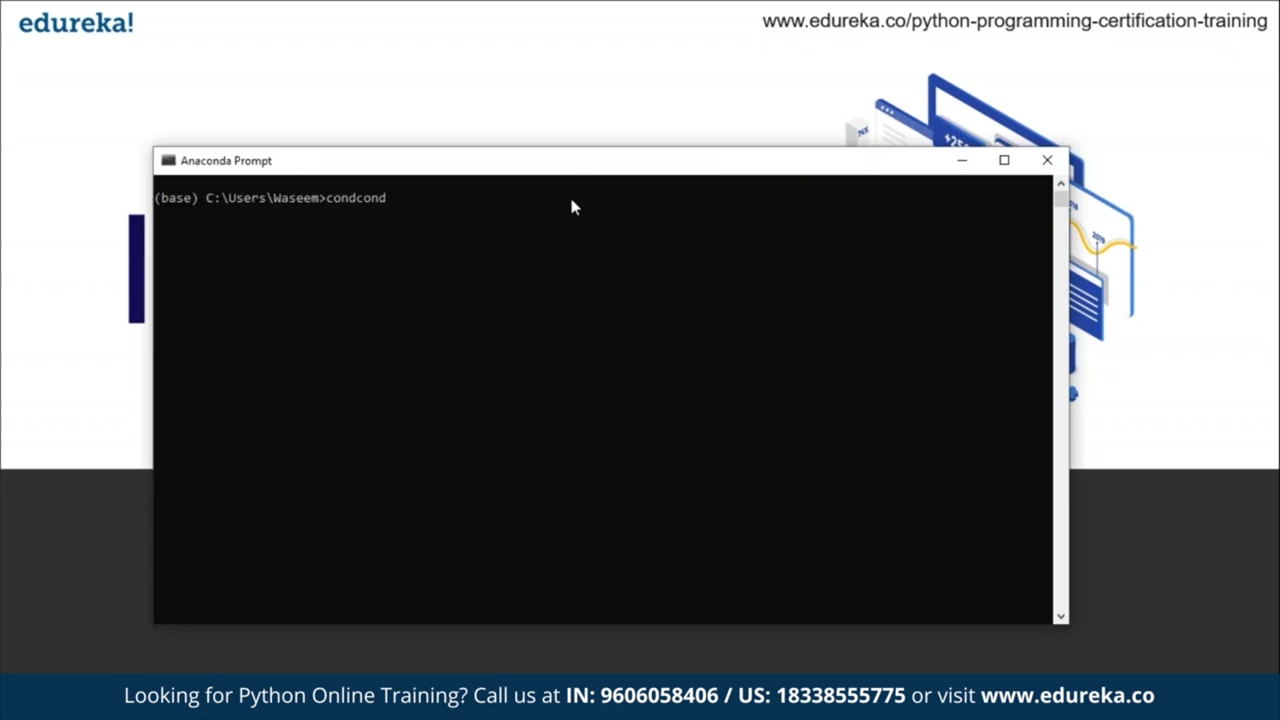 edureka!
www.edureka.co/python-programming-certification-training
Anaconda Prompt
(base) C:\Users\Waseem>condcond
2019
Looking for Python Online Training? Call us at IN: 9606058406 / US: 18338555775 or visit www.edureka.co